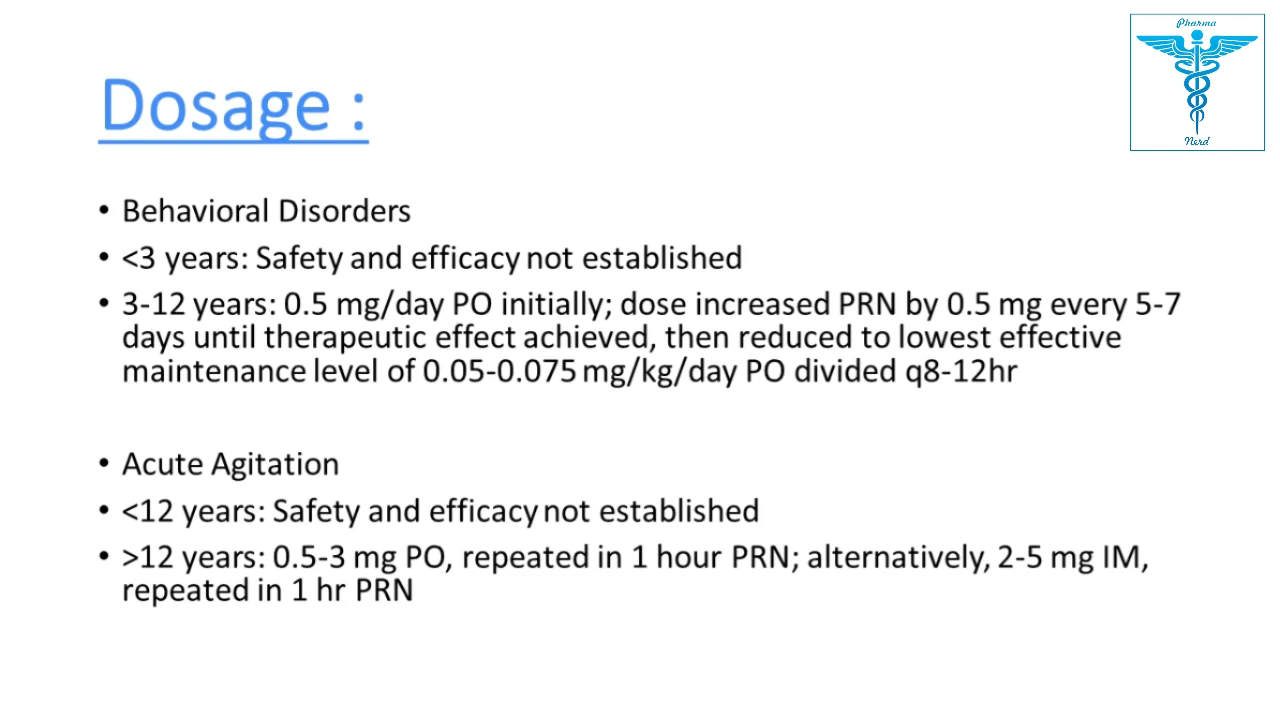 Pharma
Nerd
Dosage :
• Behavioral Disorders
• <3 years: Safety and efficacy not established
• 3-12 years: 0.5 mg/day PO initially; dose increased PRN by 0.5 mg every 5-7
days until therapeutic effect achieved, then reduced to lowest effective
maintenance level of 0.05-0.075 mg/kg/day PO divided q8-12hr
• Acute Agitation
• <12 years: Safety and efficacy not established
• >12 years: 0.5-3 mg PO, repeated in 1 hour PRN; alternatively, 2-5 mg IM,
repeated in 1 hr PRN